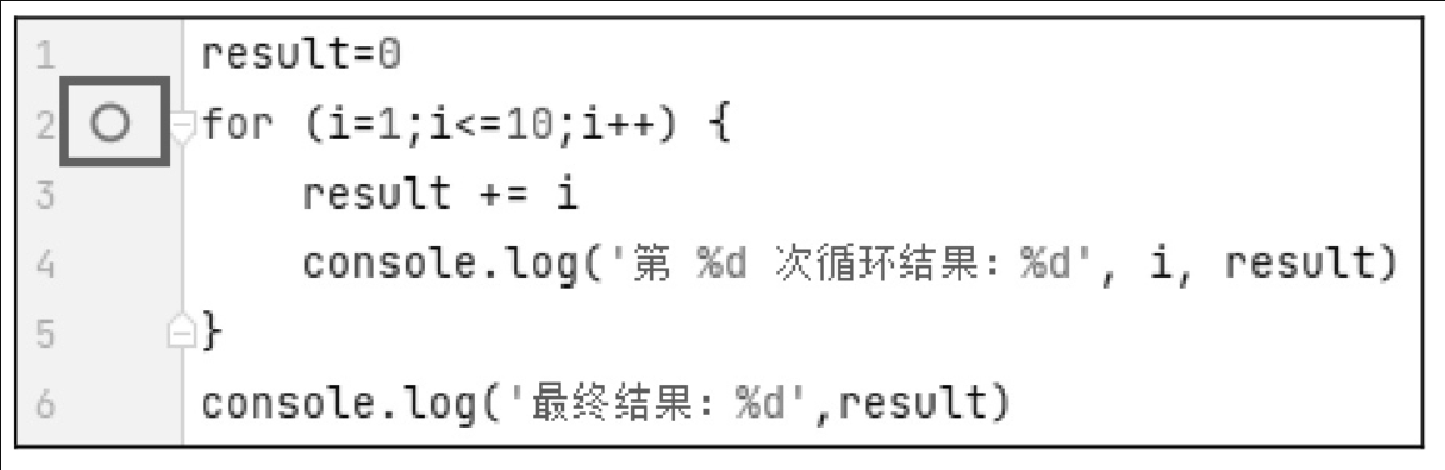 1 result=0
2 for (i=1;i<=10;i++) {
3 result += i
4 console.log('第 %d 次循环结果: %d', i, result)
5 }
6 console.log('最终结果: %d',result)